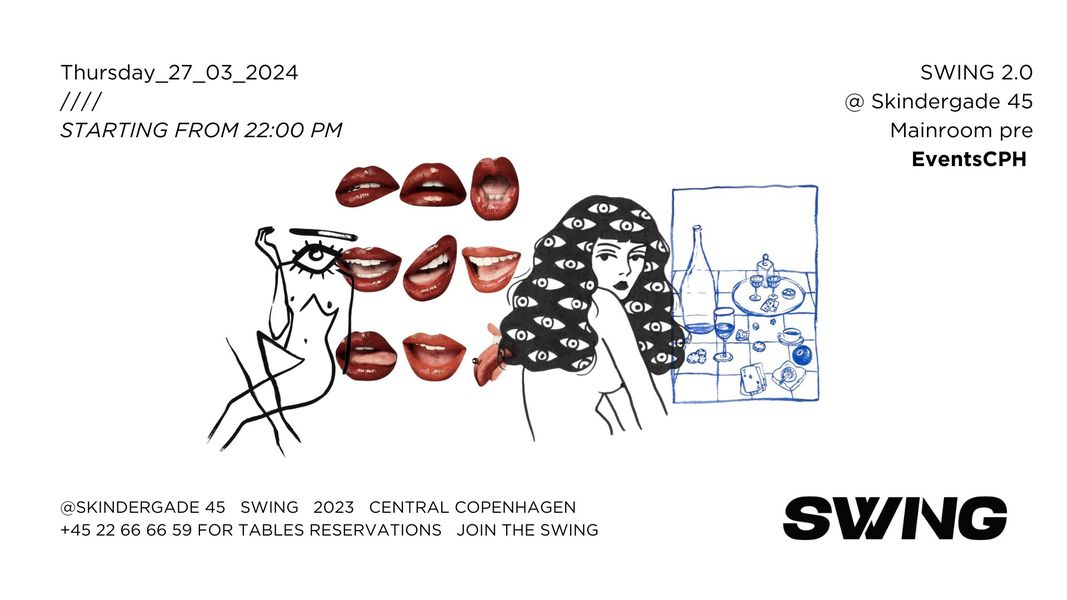 Thursday_27_03_2024
////
STARTING FROM 22:00 PM
SWING 2.0
@ Skindergade 45
Mainroom pre
EventsCPH
@SKINDERGADE 45 SWING 2023 CENTRAL COPENHAGEN
+45 22 66 66 59 FOR TABLES RESERVATIONS JOIN THE SWING
SWING